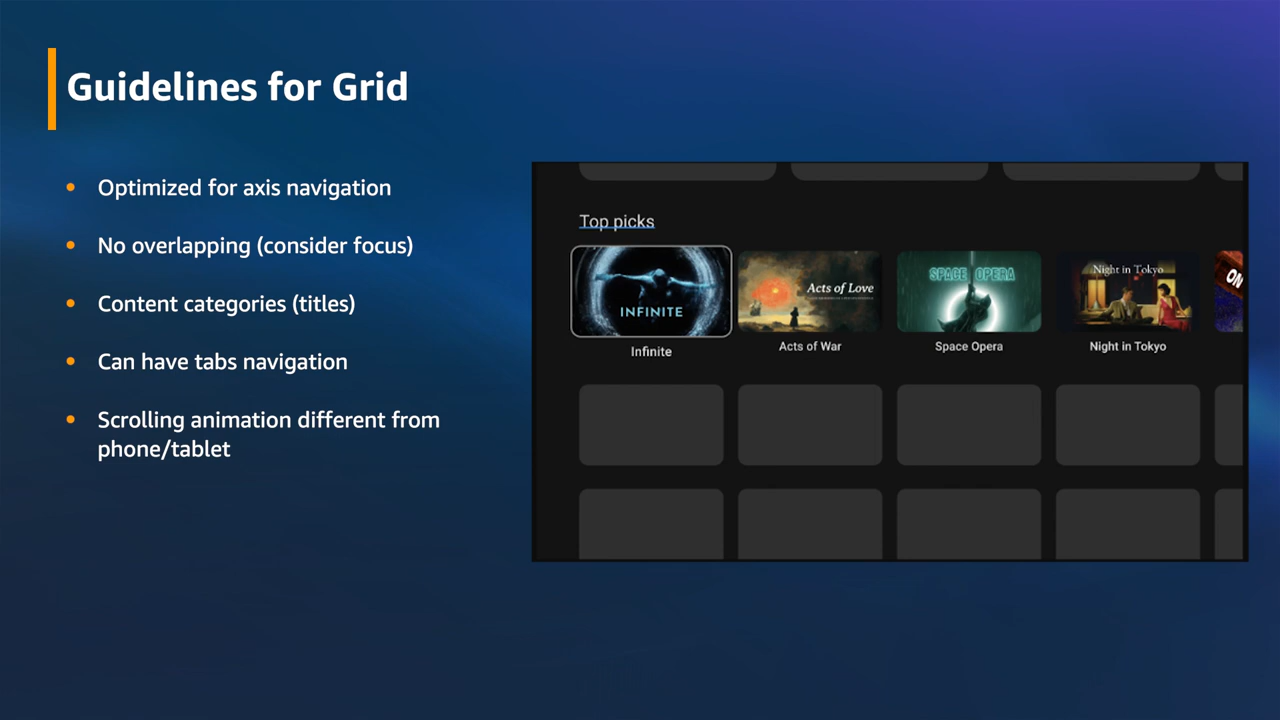 Guidelines for Grid
Optimized for axis navigation
No overlapping (consider focus)
Content categories (titles)
Can have tabs navigation
Scrolling animation different from
phone/tablet
Top picks
INFINITE
Acts of Love
SPACE OPERA
Night in Tokyo
ON
Infinite
Acts of War
Space Opera
Night in Tokyo